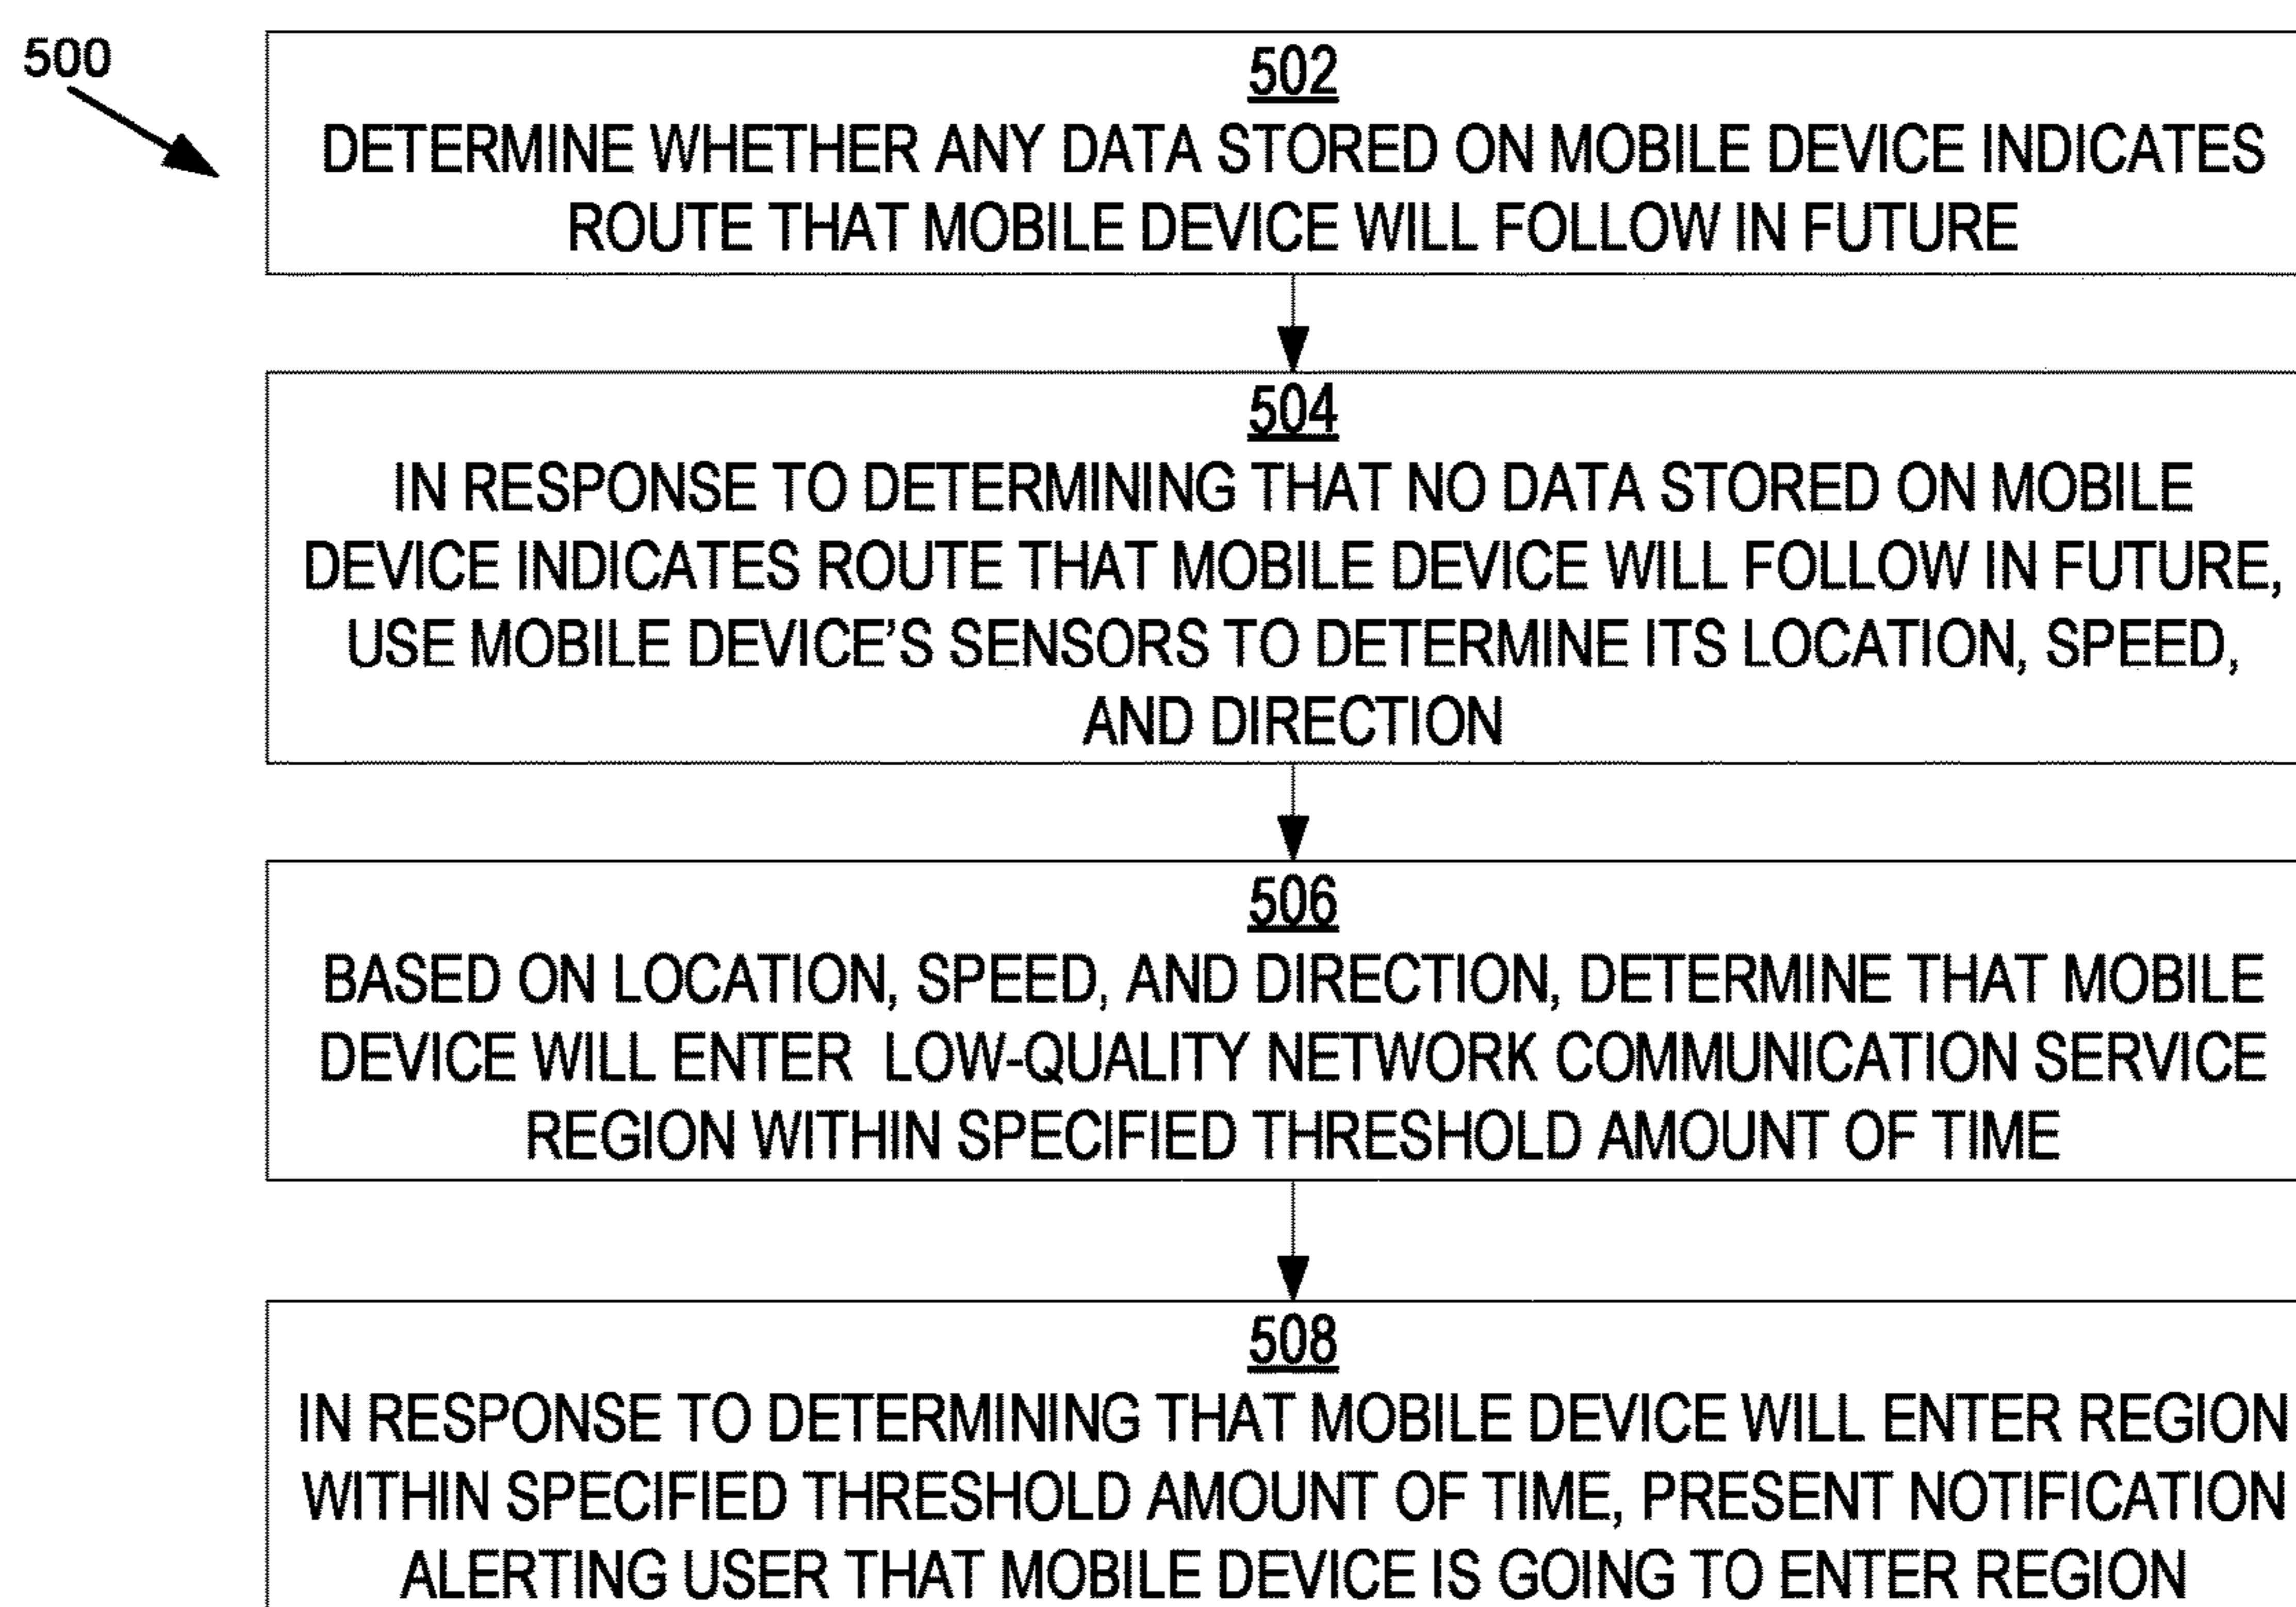 500
502
DETERMINE WHETHER ANY DATA STORED ON MOBILE DEVICE INDICATES
ROUTE THAT MOBILE DEVICE WILL FOLLOW IN FUTURE
504
IN RESPONSE TO DETERMINING THAT NO DATA STORED ON MOBILE
DEVICE INDICATES ROUTE THAT MOBILE DEVICE WILL FOLLOW IN FUTURE,
USE MOBILE DEVICE'S SENSORS TO DETERMINE ITS LOCATION, SPEED,
AND DIRECTION
506
BASED ON LOCATION, SPEED, AND DIRECTION, DETERMINE THAT MOBILE
DEVICE WILL ENTER LOW-QUALITY NETWORK COMMUNICATION SERVICE
REGION WITHIN SPECIFIED THRESHOLD AMOUNT OF TIME
508
IN RESPONSE TO DETERMINING THAT MOBILE DEVICE WILL ENTER REGION
WITHIN SPECIFIED THRESHOLD AMOUNT OF TIME, PRESENT NOTIFICATION
ALERTING USER THAT MOBILE DEVICE IS GOING TO ENTER REGION